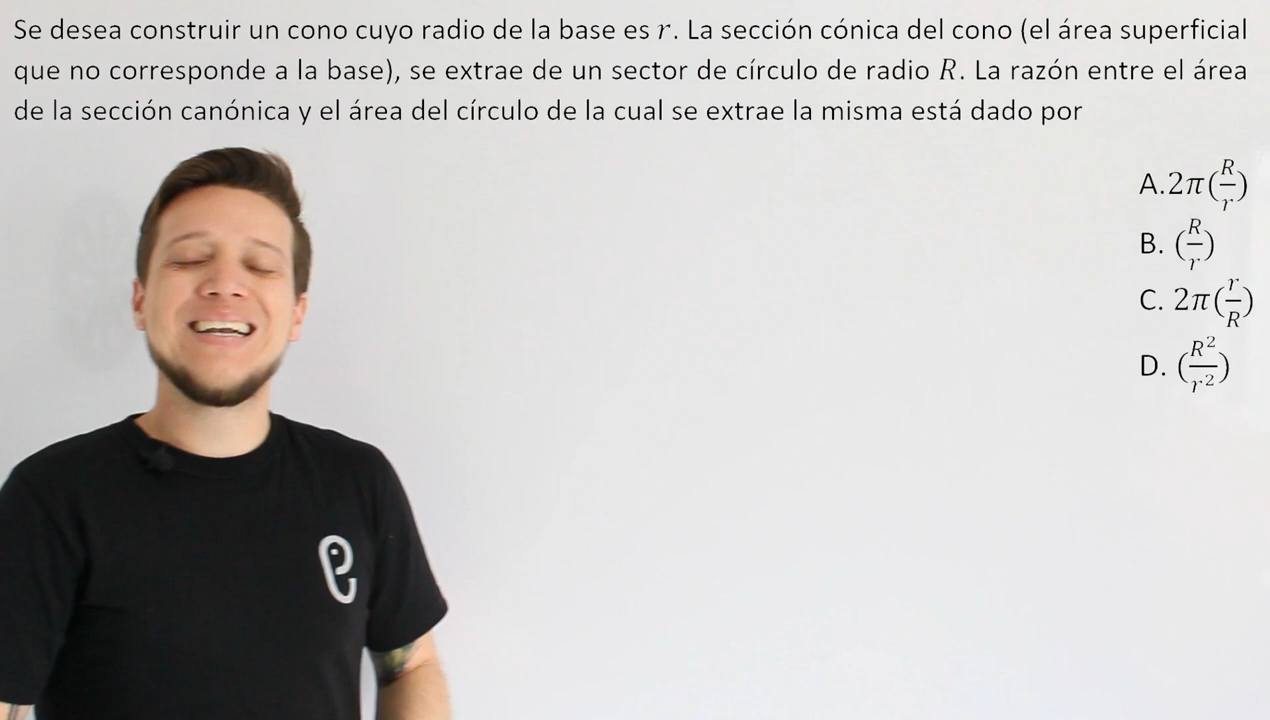 Se desea construir un cono cuyo radio de la base es r. La sección cónica del cono (el área superficial
que no corresponde a la base), se extrae de un sector de círculo de radio R. La razón entre el área
de la sección canónica y el área del círculo de la cual se extrae la misma está dado por
A.2π(R/r)
B. (R/r)
C. 2π(r/R)
D. (R²/r²)